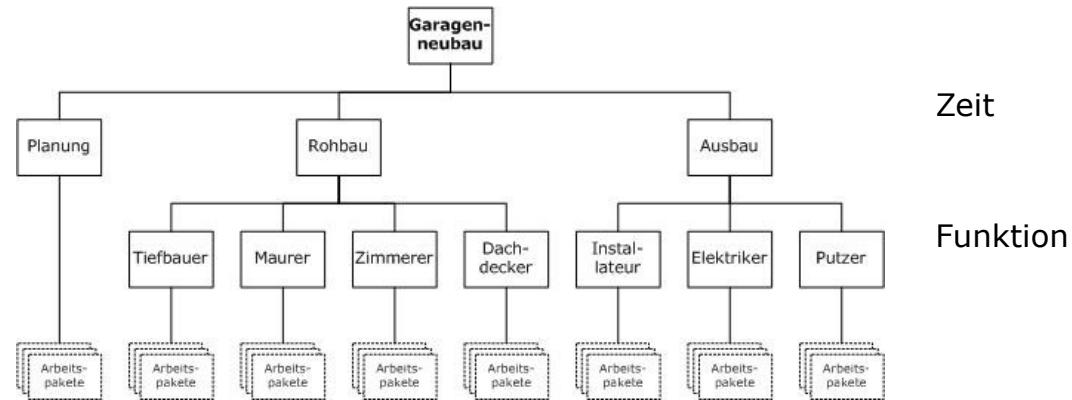 Garagen-
neubau
Zeit
Planung
Rohbau
Ausbau
Funktion
Tiefbauer
Maurer
Zimmerer
Dach-
decker
Instal-
lateur
Elektriker
Putzer
Arbeits-
pakete
Arbeits-
pakete
Arbeits-
pakete
Arbeits-
pakete
Arbeits-
pakete
Arbeits-
pakete
Arbeits-
pakete
Arbeits-
pakete